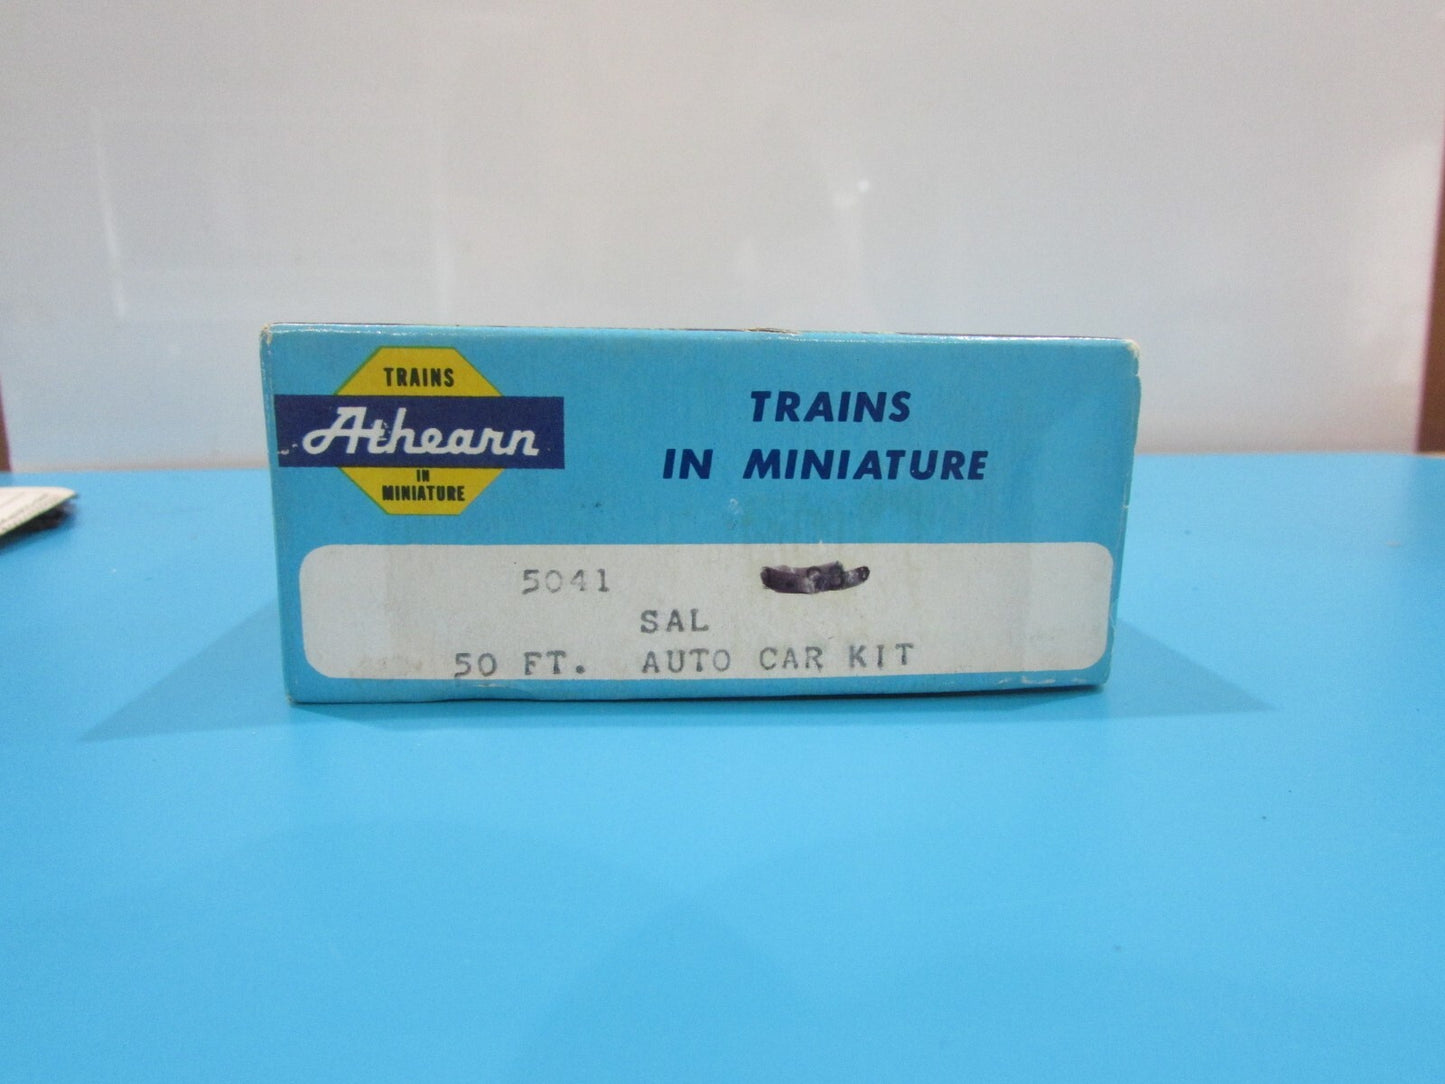 TRAINS
Athearn
IN
MINIATURE
TRAINS
IN MINIATURE
5041
SAL
50 FT. AUTO CAR KIT